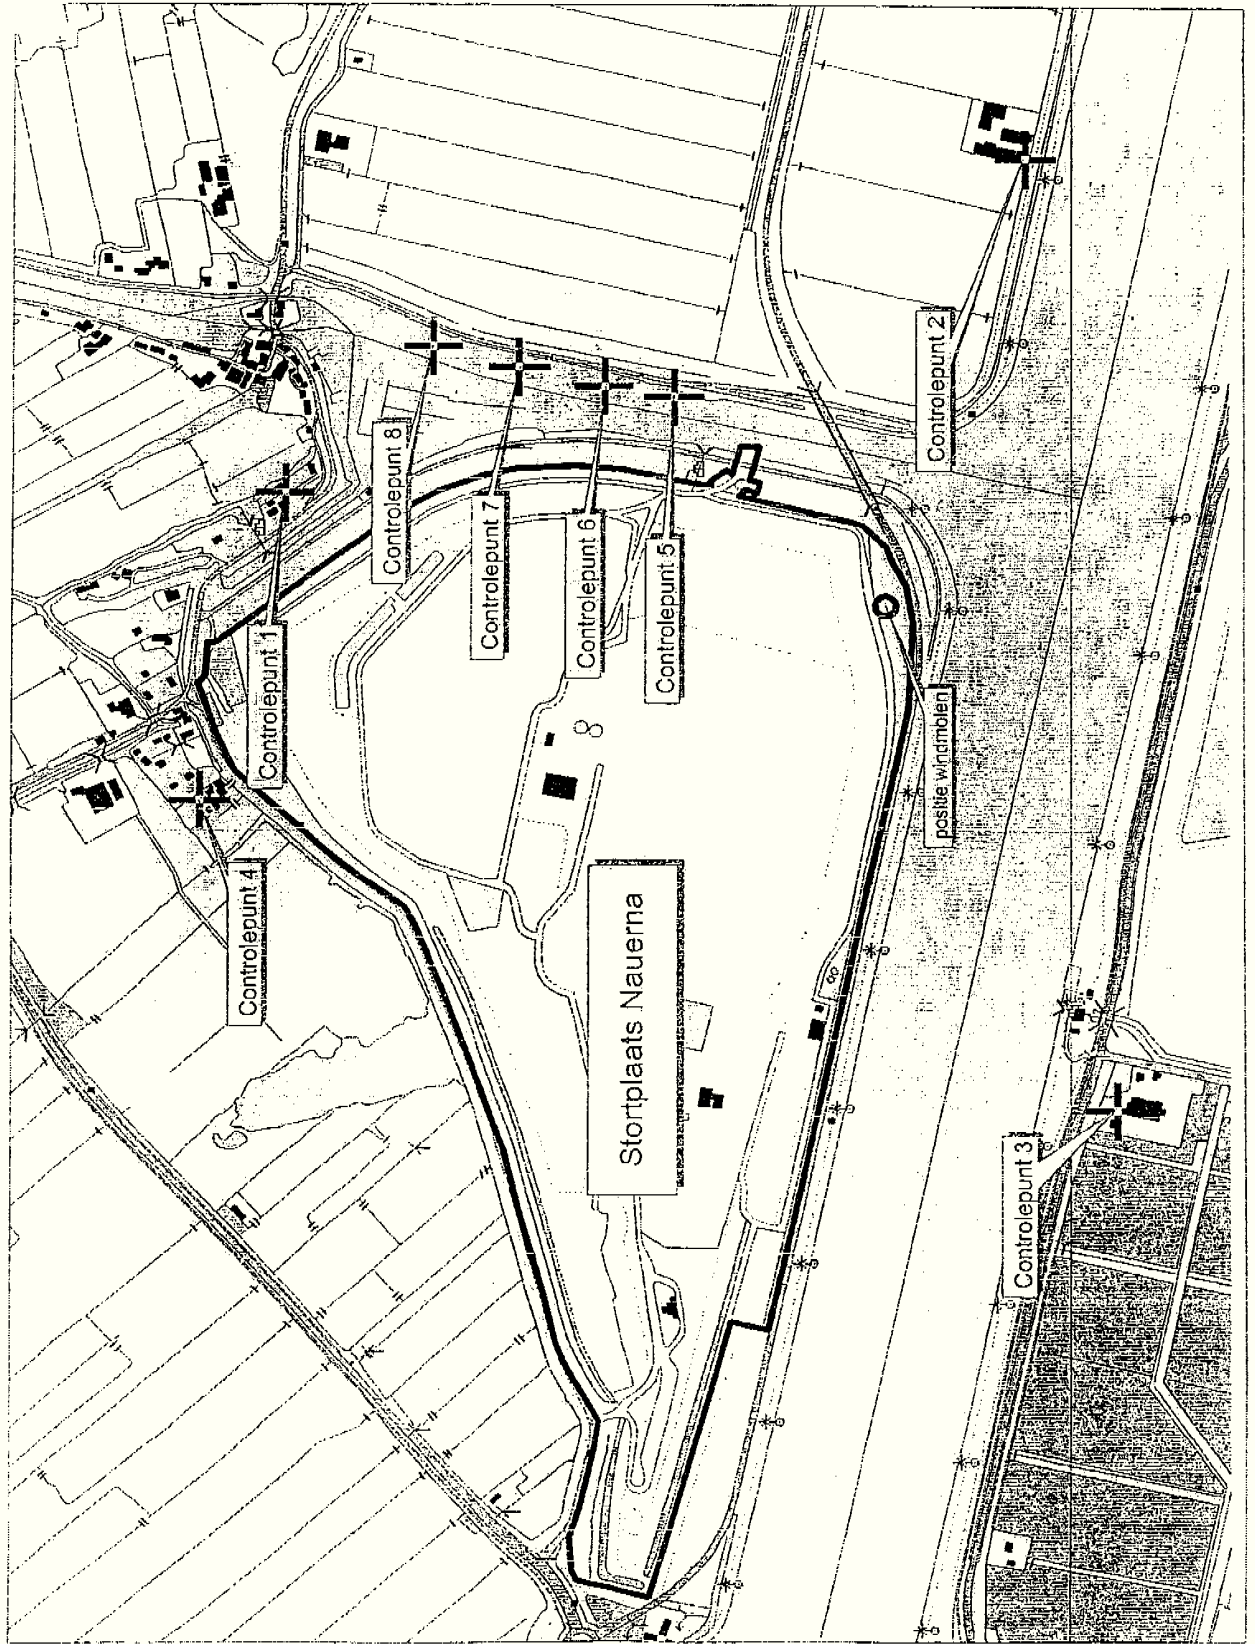 Controlepunt 8
Controlepunt 2
Controlepunt 7
Controlepunt 6
Controlepunt 5
Controlepunt 1
positie windmolen
Controlepunt 4
Stortplaats Nauerna
Controlepunt 3